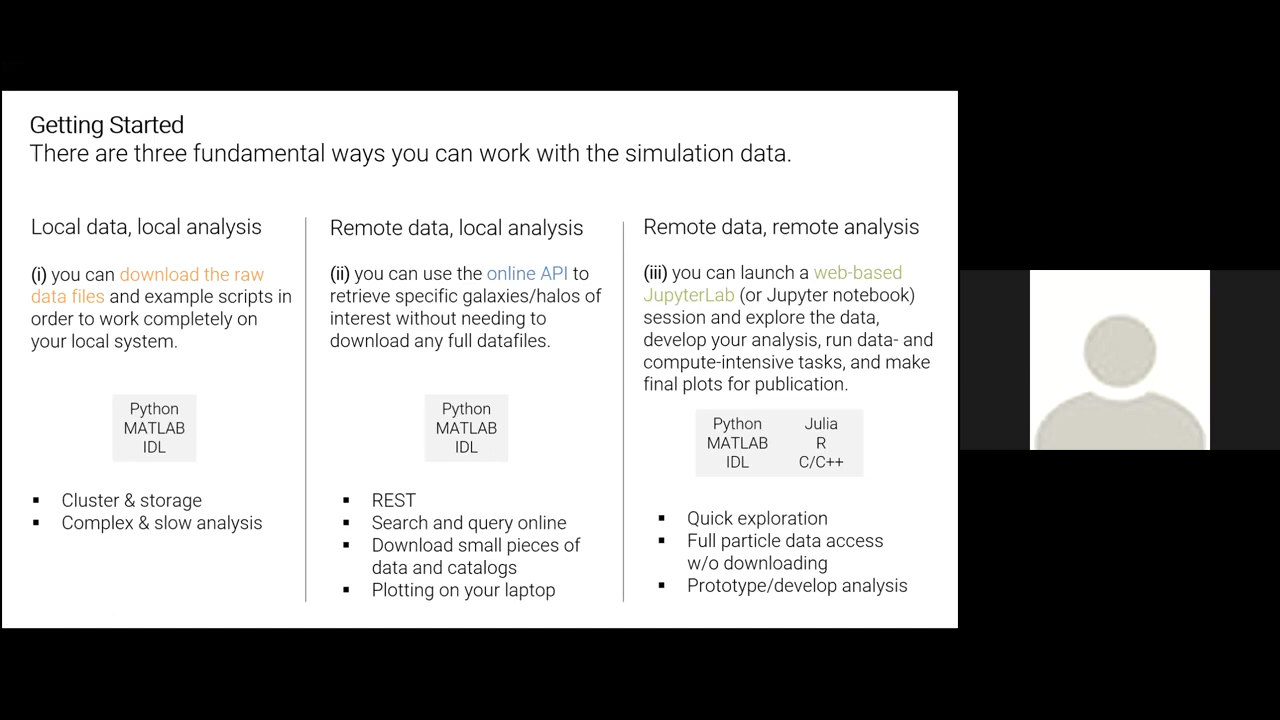 Getting Started
There are three fundamental ways you can work with the simulation data.
Local data, local analysis
(i) you can download the raw
data files and example scripts in
order to work completely on
your local system.
Python
MATLAB
IDL
▪ Cluster & storage
▪ Complex & slow analysis
Remote data, local analysis
(ii) you can use the online API to
retrieve specific galaxies/halos of
interest without needing to
download any full datafiles.
Python
MATLAB
IDL
▪ REST
▪ Search and query online
▪ Download small pieces of
data and catalogs
▪ Plotting on your laptop
Remote data, remote analysis
(iii) you can launch a web-based
JupyterLab (or Jupyter notebook)
session and explore the data,
develop your analysis, run data- and
compute-intensive tasks, and make
final plots for publication.
Python Julia
MATLAB R
IDL C/C++
▪ Quick exploration
▪ Full particle data access
w/o downloading
▪ Prototype/develop analysis